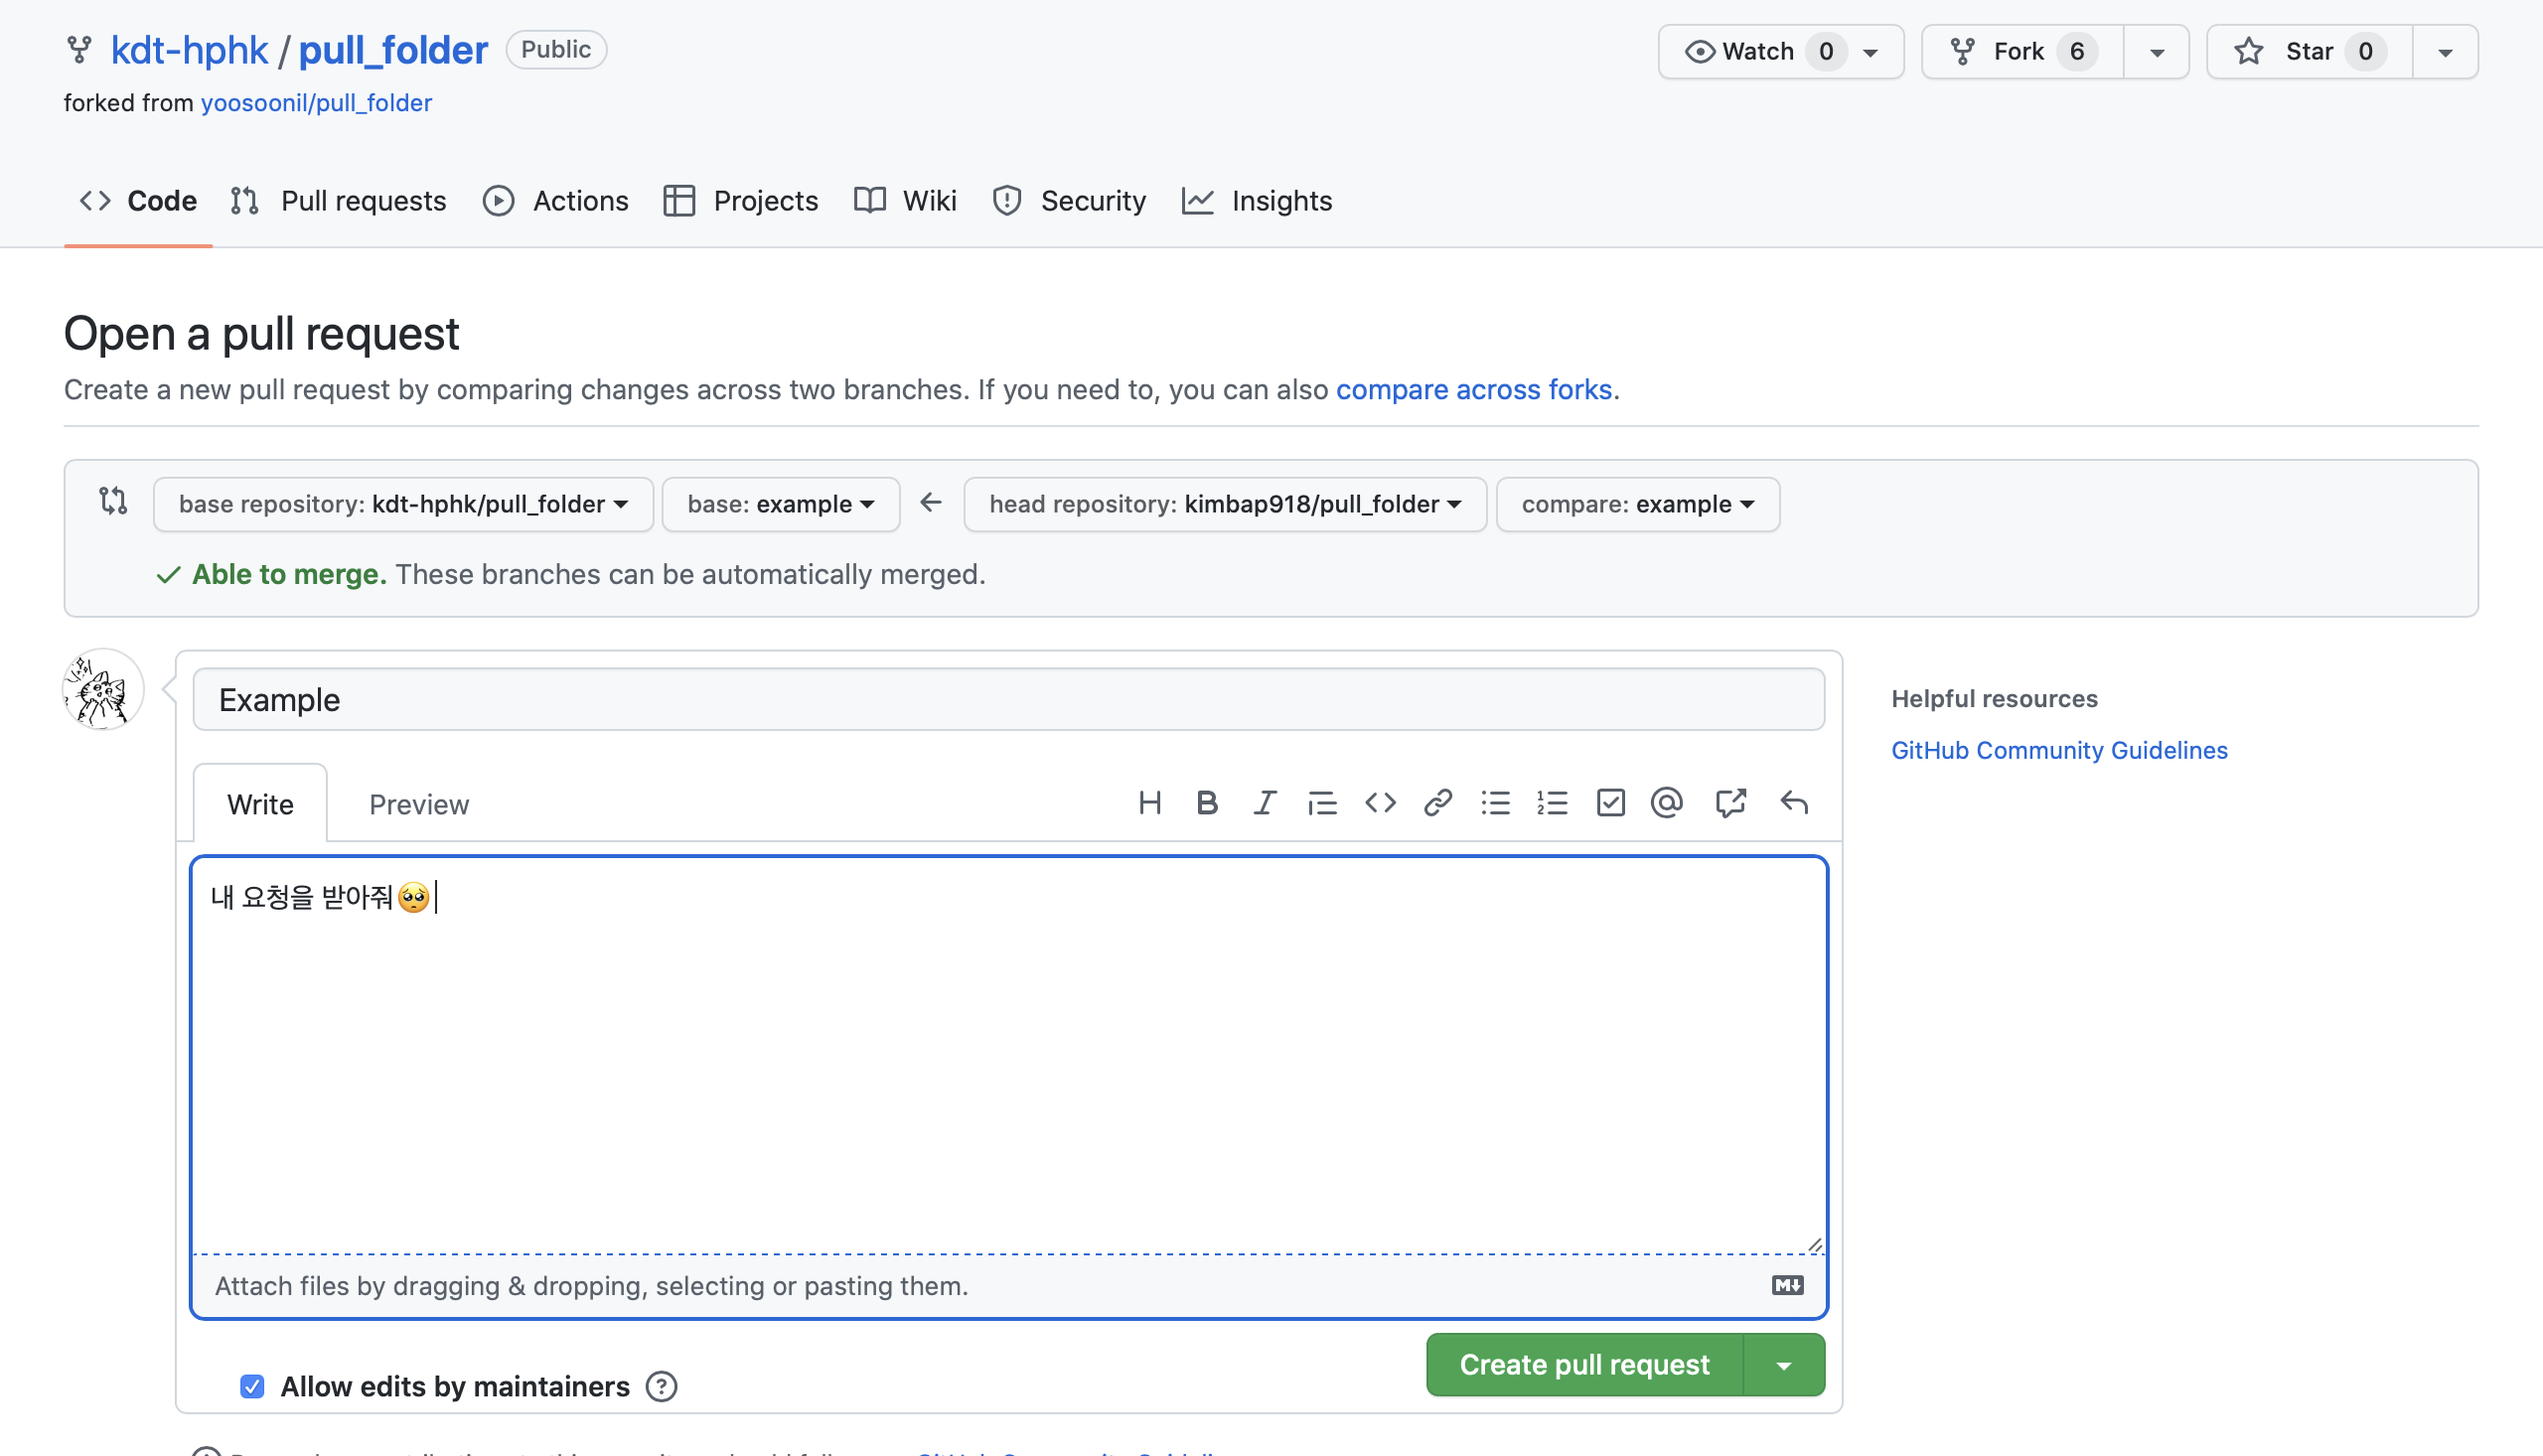 kdt-hphk / pull_folder Public
Watch 0 Fork 6 Star 0
forked from yoosoonil/pull_folder
Code Pull requests Actions Projects Wiki Security Insights
Open a pull request
Create a new pull request by comparing changes across two branches. If you need to, you can also compare across forks.
base repository: kdt-hphk/pull_folder base: example ← head repository: kimbap918/pull_folder compare: example
Able to merge. These branches can be automatically merged.
Example
Helpful resources
GitHub Community Guidelines
Write Preview
내 요청을 받아줘🥺
Attach files by dragging & dropping, selecting or pasting them.
Create pull request
Allow edits by maintainers